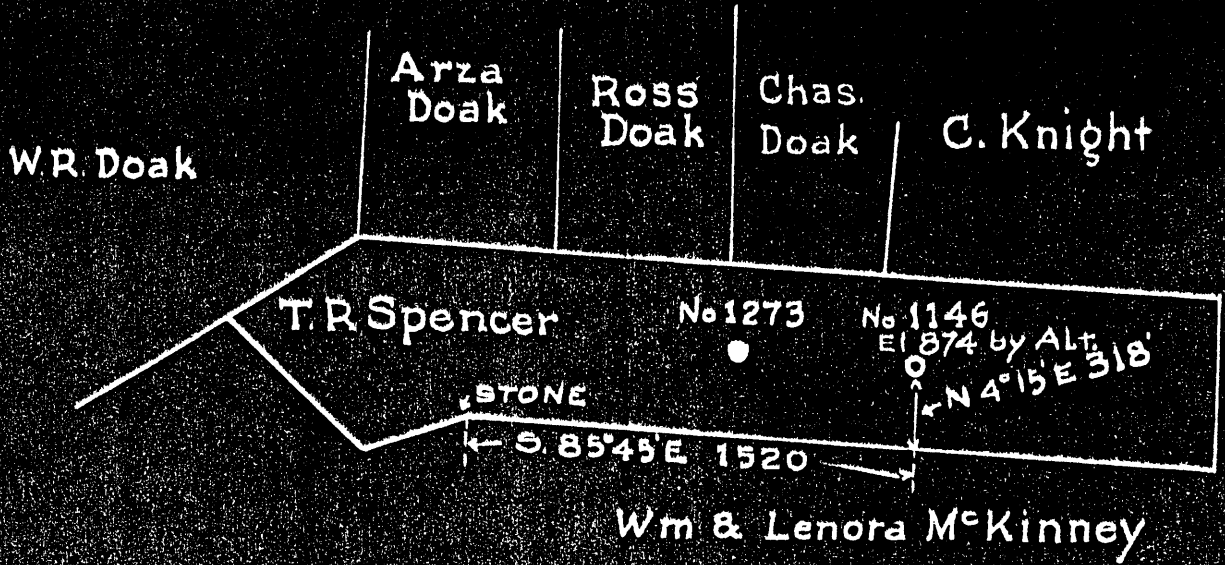 Arza
Doak
Ross
Doak
Chas.
Doak
C. Knight
W.R. Doak
T.R Spencer
No 1273
No 1146
El 874 by Alt.
N 4°15'E 318'
STONE
S. 85°45'E 1520
Wm & Lenora McKinney